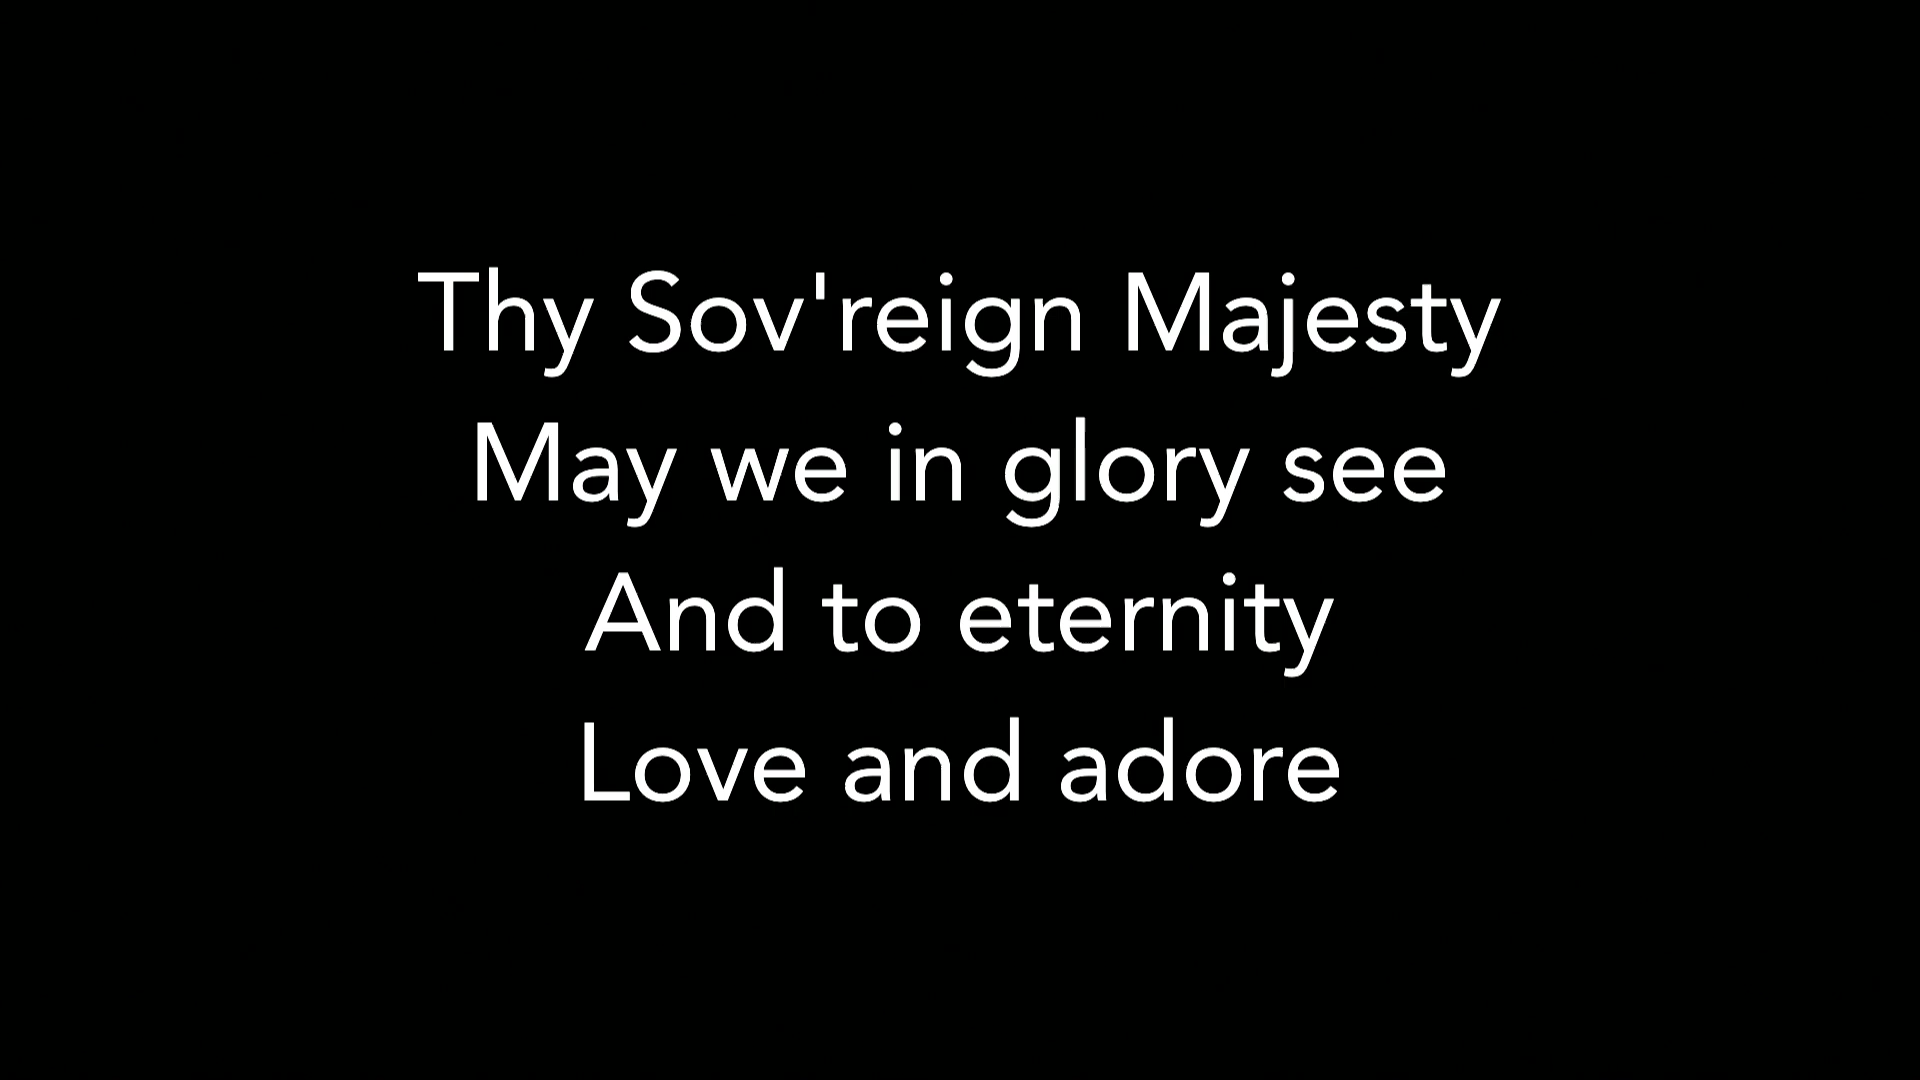 Thy Sov'reign Majesty
May we in glory see
And to eternity
Love and adore